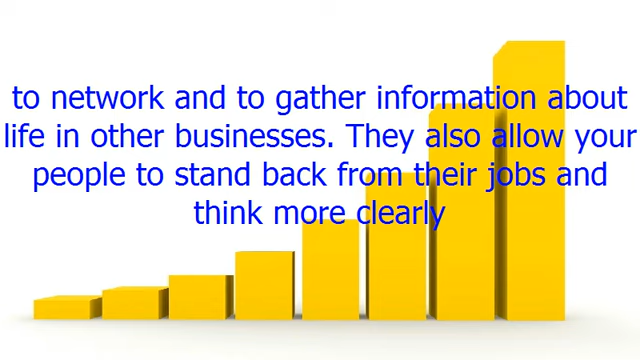 to network and to gather information about
life in other businesses. They also allow your
people to stand back from their jobs and
think more clearly